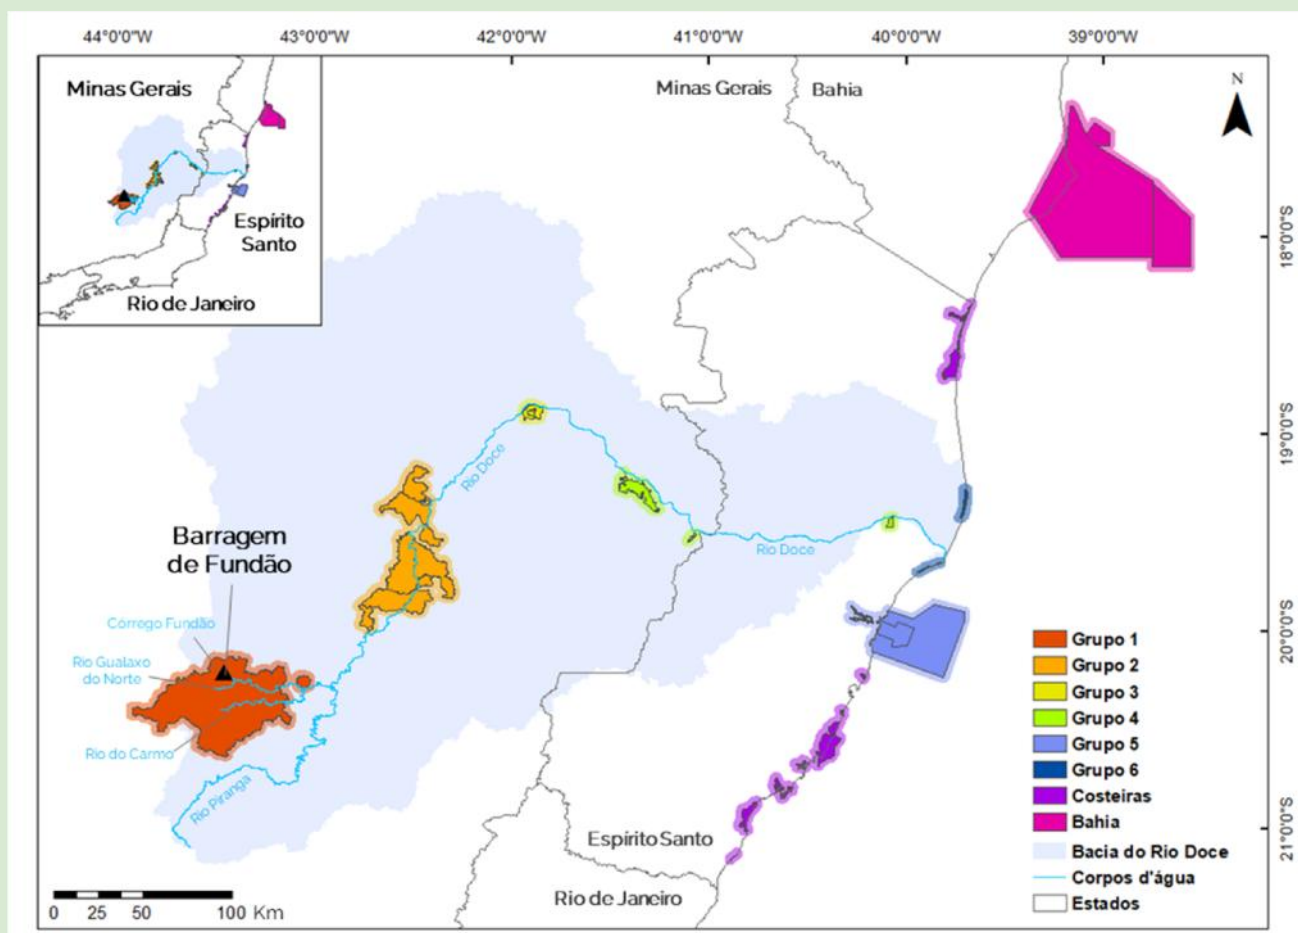 44°0'0"W 43°0'0"W 42°0'0"W 41°0'0"W 40°0'0"W 39°0'0"W
Minas Gerais
Espírito
Santo
Rio de Janeiro
Minas Gerais
Bahia
N
18°0'0"S
19°0'0"S
20°0'0"S
21°0'0"S
Rio Doce
Rio Doce
Barragem
de Fundão
Córrego Fundão
Rio Gualaxo
do Norte
Rio do Carmo
Rio Piranga
Espírito Santo
Rio de Janeiro
Grupo 1
Grupo 2
Grupo 3
Grupo 4
Grupo 5
Grupo 6
Costeiras
Bahia
Bacia do Rio Doce
Corpos d'água
Estados
0 25 50 100 Km